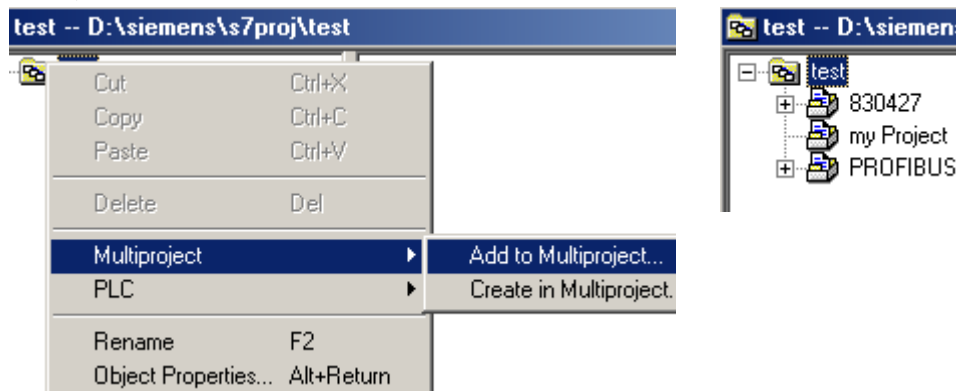 test -- D:\siemens\s7proj\test
Cut Ctrl+X
Copy Ctrl+C
Paste Ctrl+V
Delete Del
Multiproject
PLC
Rename F2
Object Properties... Alt+Return
Add to Multiproject...
Create in Multiproject.
test -- D:\siemens
test
830427
my Project
PROFIBUS